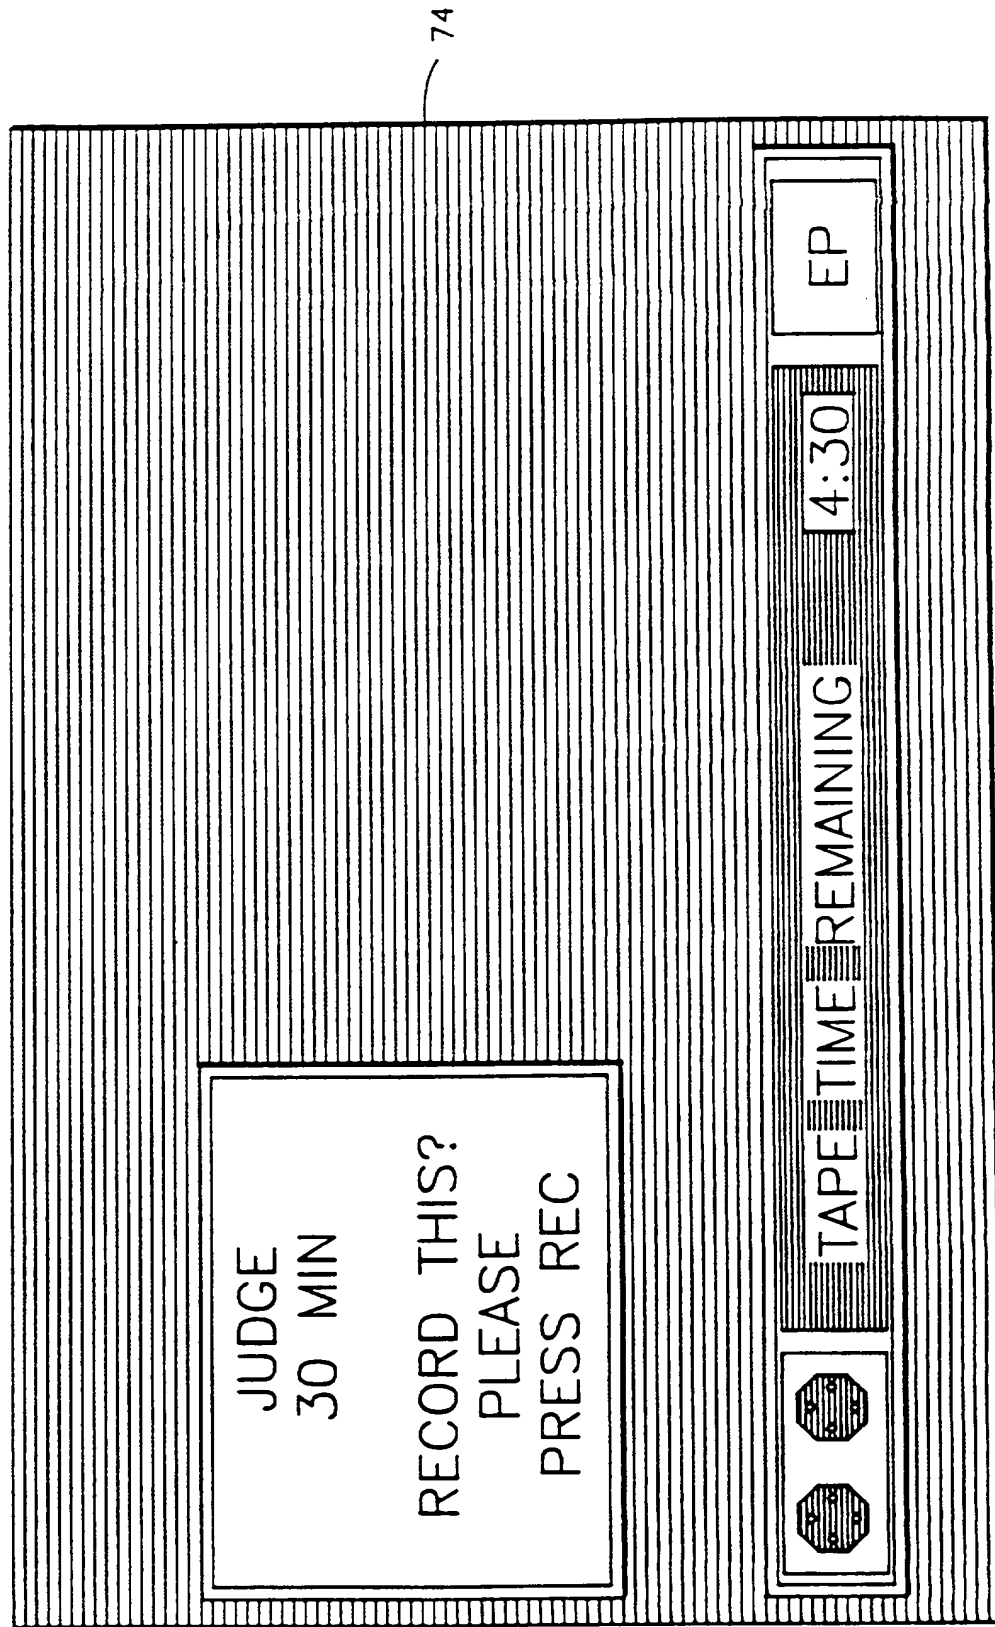 74
JUDGE
30 MIN
RECORD THIS?
PLEASE
PRESS REC
TAPE TIME REMAINING 4:30 EP